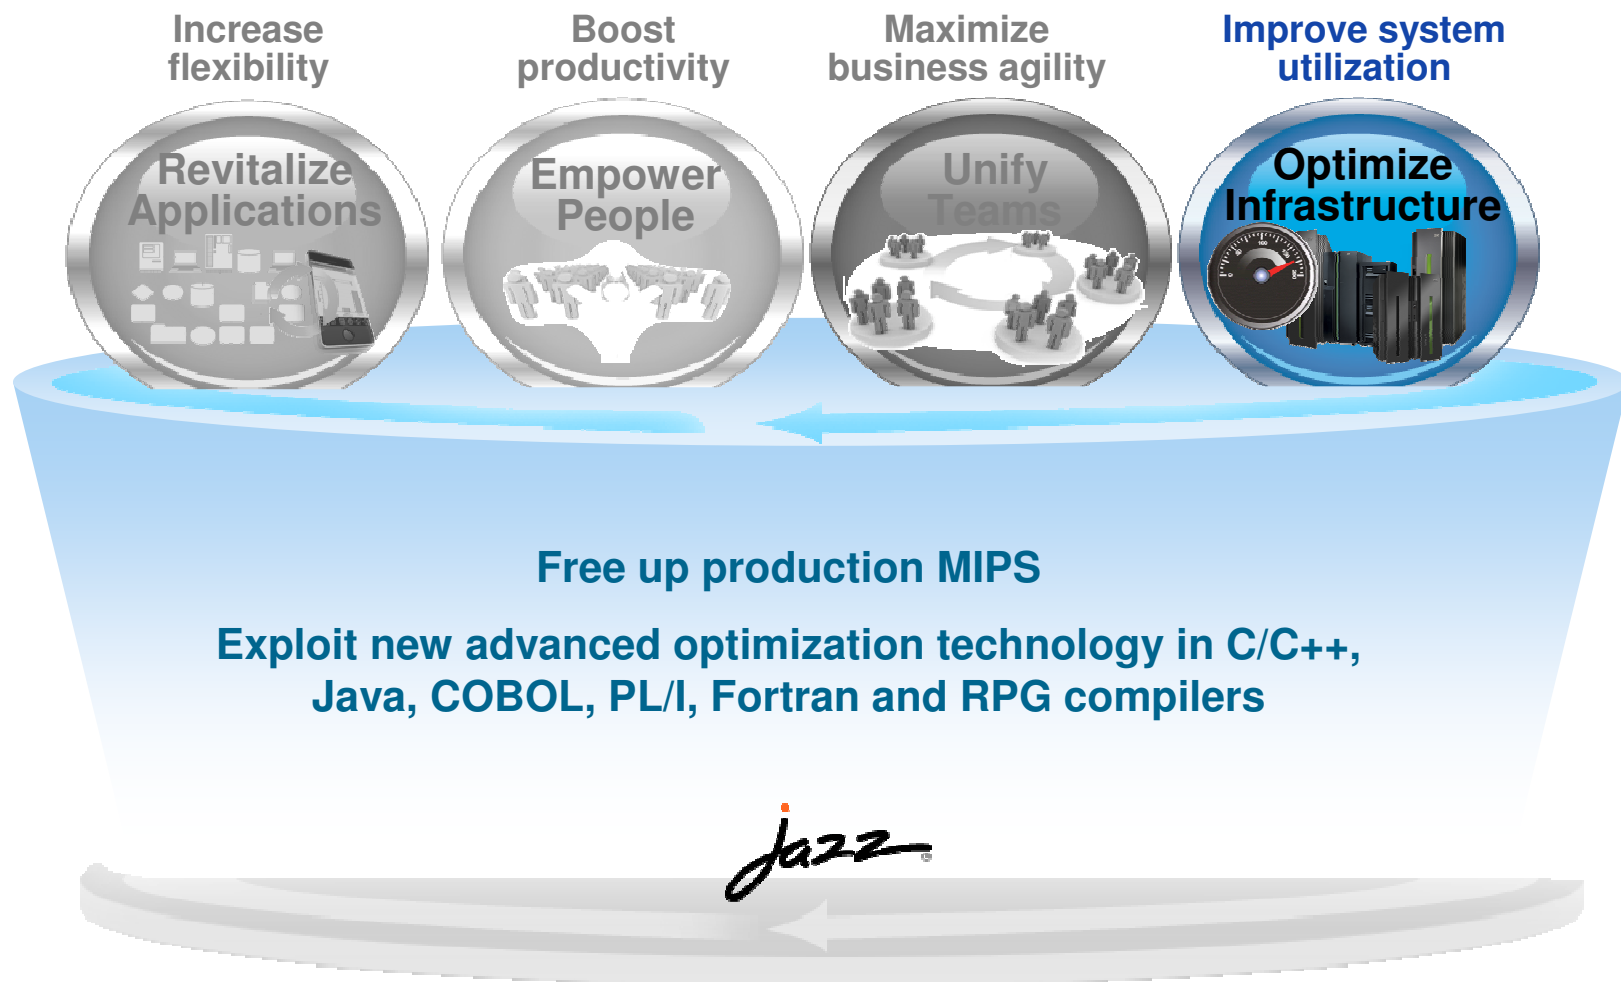 Increase
flexibility
Boost
productivity
Maximize
business agility
Improve system
utilization
Revitalize
Applications
Empower
People
Unify
Teams
Optimize
Infrastructure
Free up production MIPS
Exploit new advanced optimization technology in C/C++,
Java, COBOL, PL/I, Fortran and RPG compilers
jazz